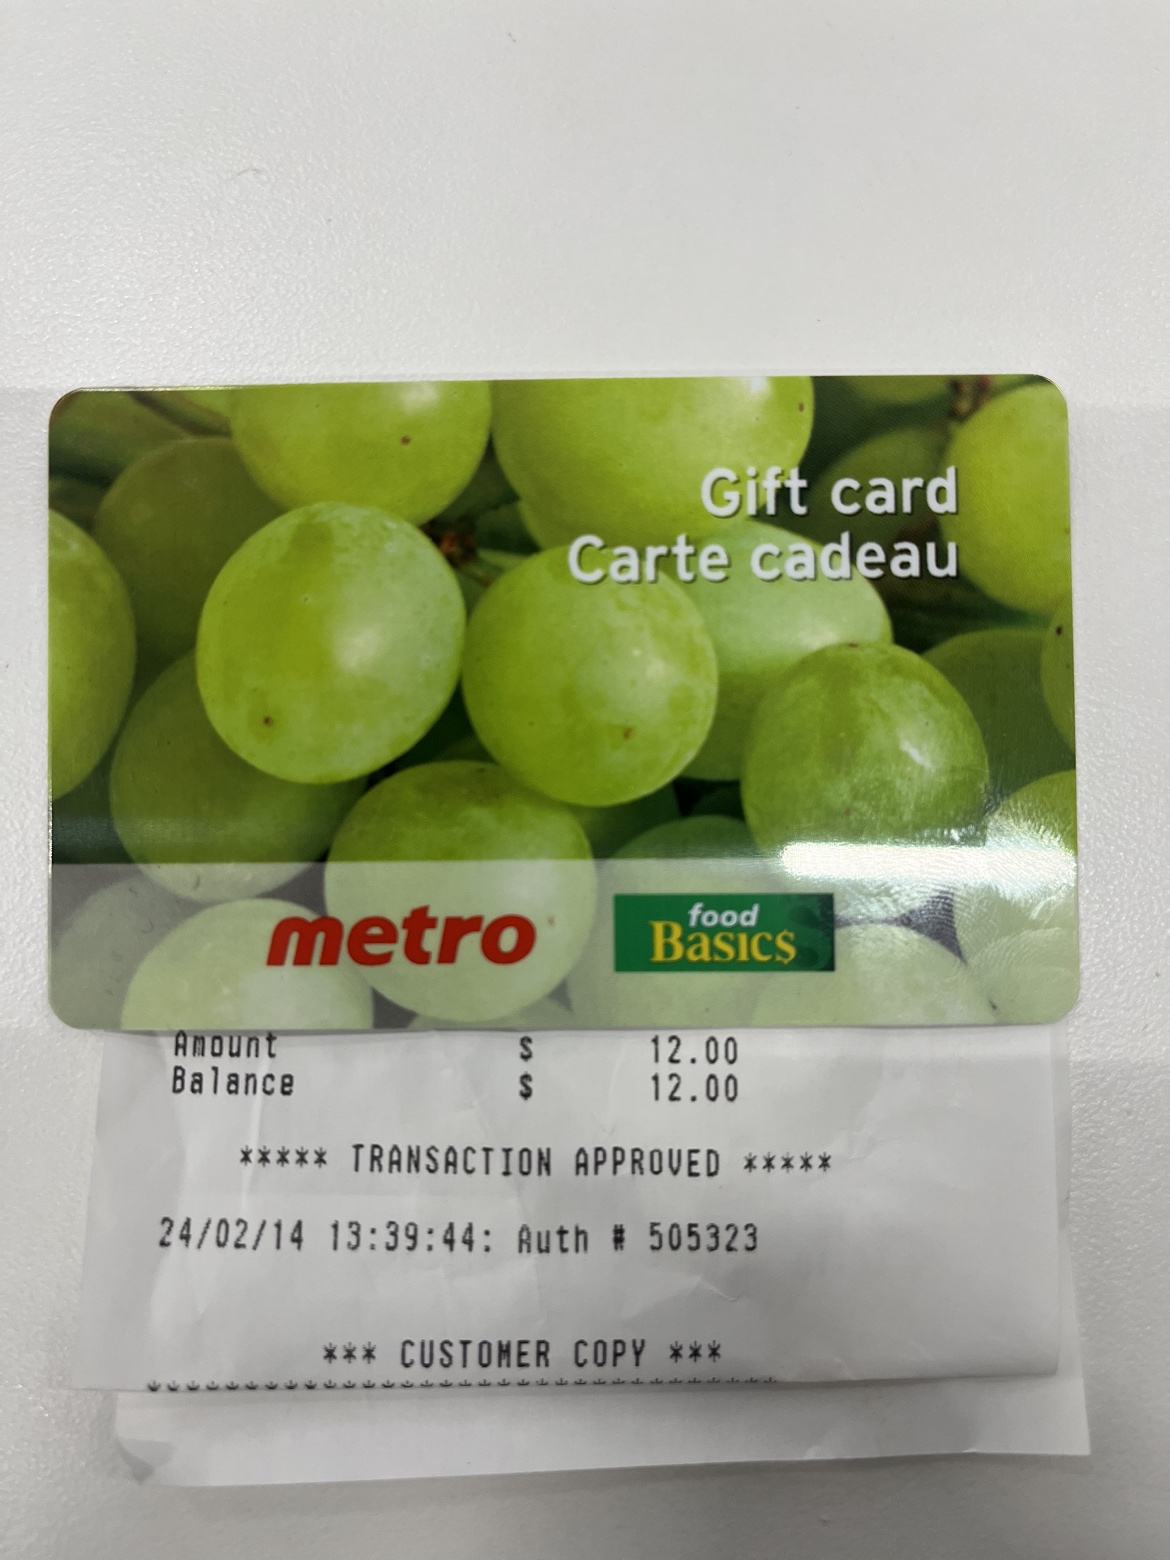 Gift card
Carte cadeau
metro
food
Basics
Amount $ 12.00
Balance $ 12.00
***** TRANSACTION APPROVED *****
24/02/14 13:39:44: Auth # 505323
*** CUSTOMER COPY ***